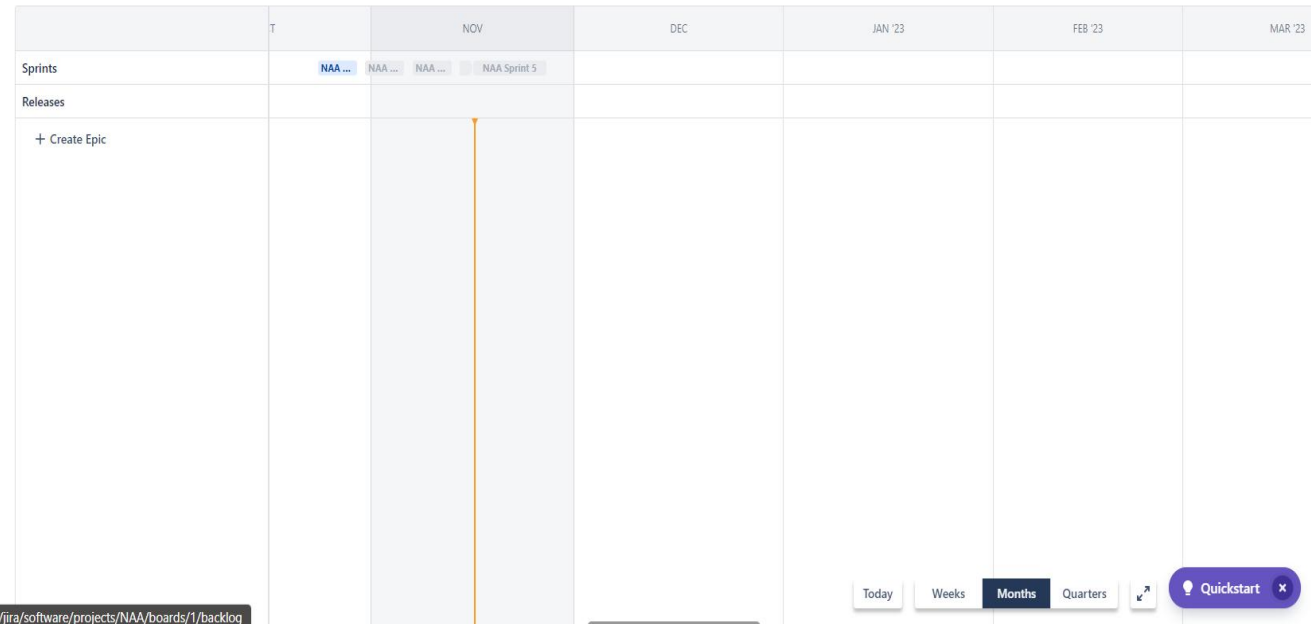 T NOV DEC JAN '23 FEB '23 MAR '23
Sprints NAA ... NAA ... NAA ... NAA Sprint 5
Releases
+ Create Epic
Today Weeks Months Quarters Quickstart ×
/jira/software/projects/NAA/boards/1/backlog